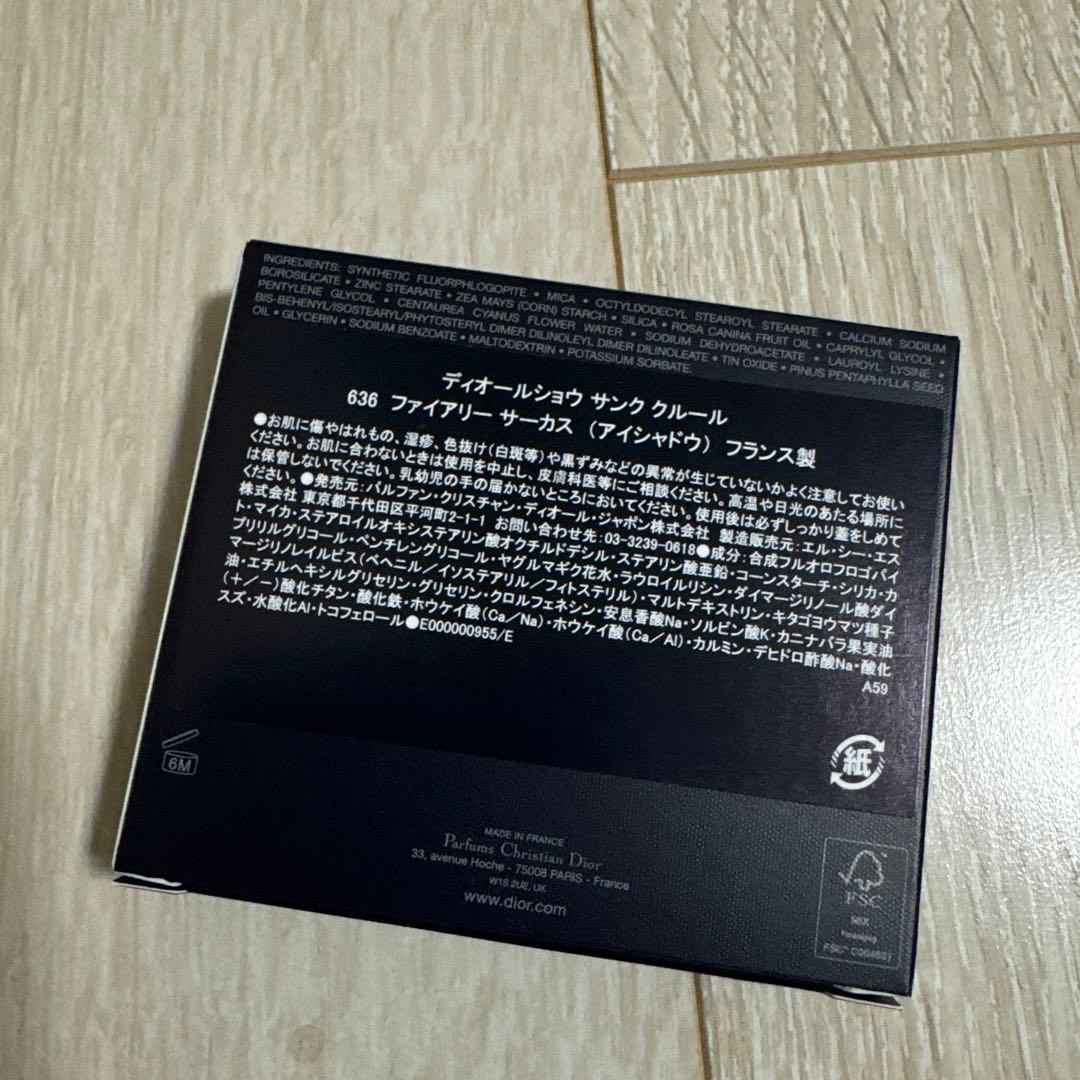 INGREDIENTS: SYNTHETIC FLUORPHLOGOPITE • MICA • OCTYLDODECYL STEAROYL STEARATE • CALCIUM SODIUM
BOROSILICATE • ZINC STEARATE • ZEA MAYS (CORN) STARCH • SILICA • ROSA CANINA FRUIT OIL • CAPRYLYL GLYCOL •
PENTYLENE GLYCOL • CENTAUREA CYANUS FLOWER WATER • SODIUM DEHYDROACETATE • LAUROYL LYSINE •
BIS-BEHENYL/ISOSTEARYL/PHYTOSTERYL DIMER DILINOLEYL DIMER DILINOLEATE • TIN OXIDE • PINUS PENTAPHYLLA SEED
OIL • GLYCERIN • SODIUM BENZOATE • MALTODEXTRIN • POTASSIUM SORBATE.
ディオールショウ サンク クルール
636 ファイアリー サーカス（アイシャドウ）フランス製
●お肌に傷やはれもの、湿疹、色抜け(白斑等)や黒ずみなどの異常が生じていないかよく注意してお使い
ください。お肌に合わないときは使用を中止し、皮膚科医等にご相談ください。高温や日光のあたる場所に
は保管しないでください。乳幼児の手の届かないところにおいてください。使用後は必ずしっかり蓋をしめて
ください。●発売元：パルファン・クリスチャン・ディオール・ジャポン株式会社 製造販売元：エル・シー・エス
株式会社 東京都千代田区平河町2-1-1 お問い合わせ先：03-3239-0618●成分：合成フルオロフロゴパイ
ト・マイカ・ステアロイルオキシステアリン酸オクチルドデシル・ステアリン酸亜鉛・コーンスターチ・シリカ・カ
プリリルグリコール・ペンチレングリコール・ヤグルマギク花水・ラウロイルリシン・ダイマージリノール酸ダイ
マージリノレイルビス(ベヘニル／イソステアリル／フィトステリル)・マルトデキストリン・キタゴヨウマツ種子
油・エチルヘキシルグリセリン・グリセリン・クロルフェネシン・安息香酸Na・ソルビン酸K・カニナバラ果実油
(＋／－)酸化チタン・酸化鉄・ホウケイ酸(Ca／Na)・ホウケイ酸(Ca／Al)・カルミン・デヒドロ酢酸Na・酸化
スズ・水酸化Al・トコフェロール●E000000955/E
A59
6M
紙
MADE IN FRANCE
Parfums Christian Dior
33, avenue Hoche - 75008 PARIS - France
W1S 2UE, UK
www.dior.com
FSC
MIX